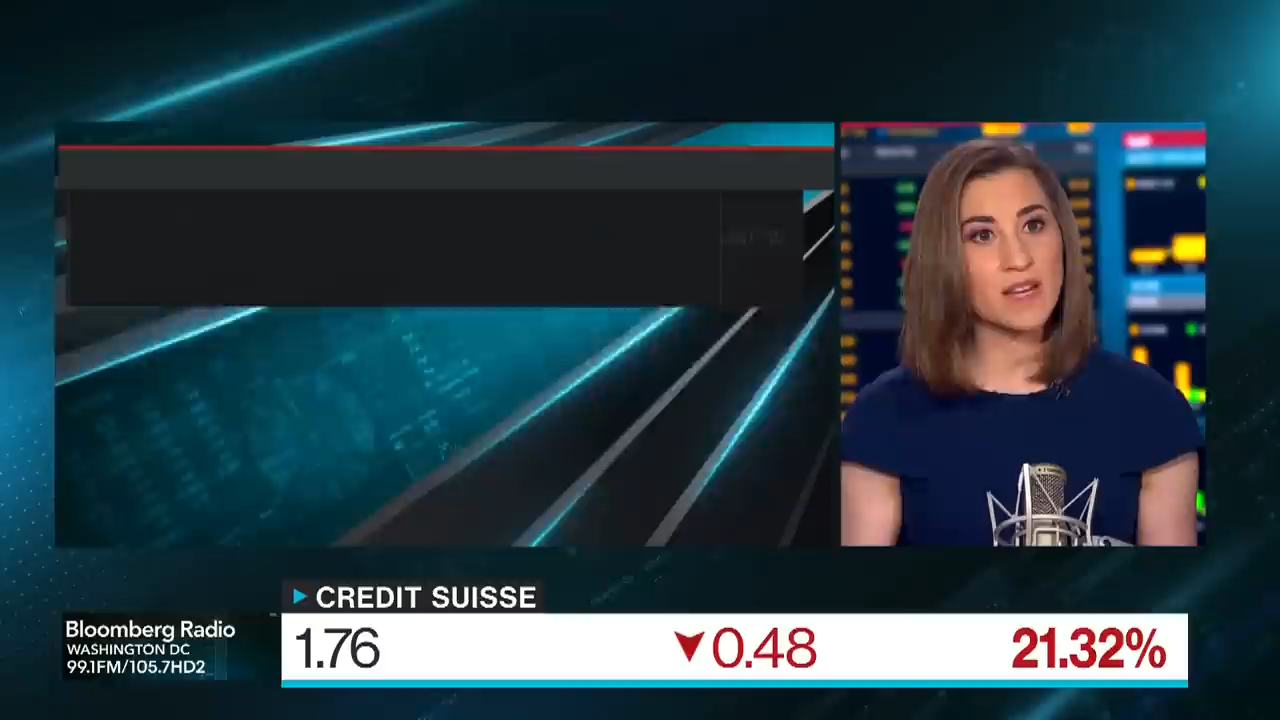 CREDIT SUISSE
Bloomberg Radio
WASHINGTON DC
99.1FM/105.7HD2
1.76 0.48 21.32%